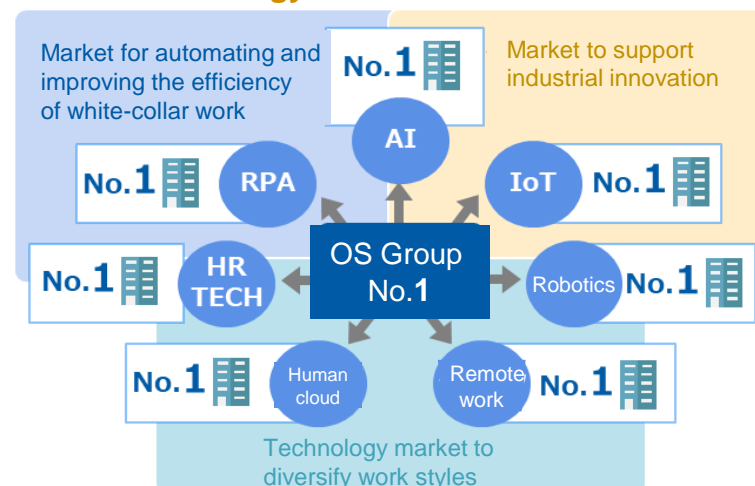 Market for automating and
improving the efficiency
of white-collar work
No.1
AI
Market to support
industrial innovation
No.1
RPA
IoT
No.1
OS Group
No.1
No.1
HR
TECH
Robotics
No.1
No.1
Human
cloud
Remote
work
No.1
Technology market to
diversify work styles